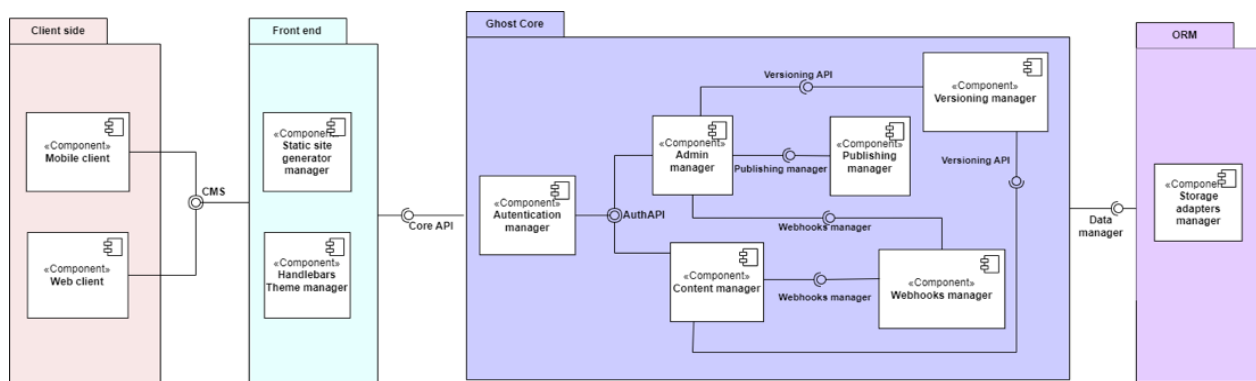 Client side
«Component»
Mobile client
«Component»
Web client
CMS
Front end
«Component»
Static site
generator
manager
«Component»
Handlebars
Theme manager
Core API
Ghost Core
«Component»
Autentication
manager
AuthAPI
«Component»
Admin
manager
Versioning API
«Component»
Versioning manager
Publishing manager
«Component»
Publishing
manager
Versioning API
Webhooks manager
«Component»
Content manager
Webhooks manager
«Component»
Webhooks manager
Data
manager
ORM
«Component»
Storage
adapters
manager